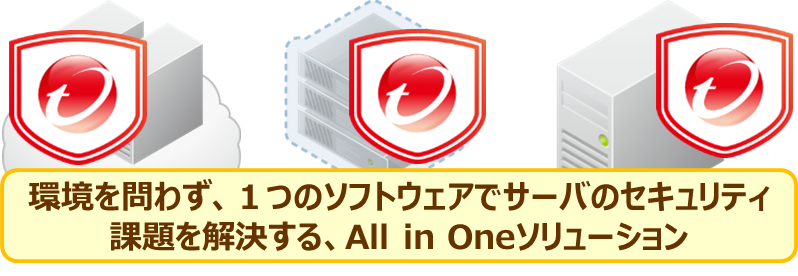 環境を問わず、１つのソフトウェアでサーバのセキュリティ
課題を解決する、All in Oneソリューション